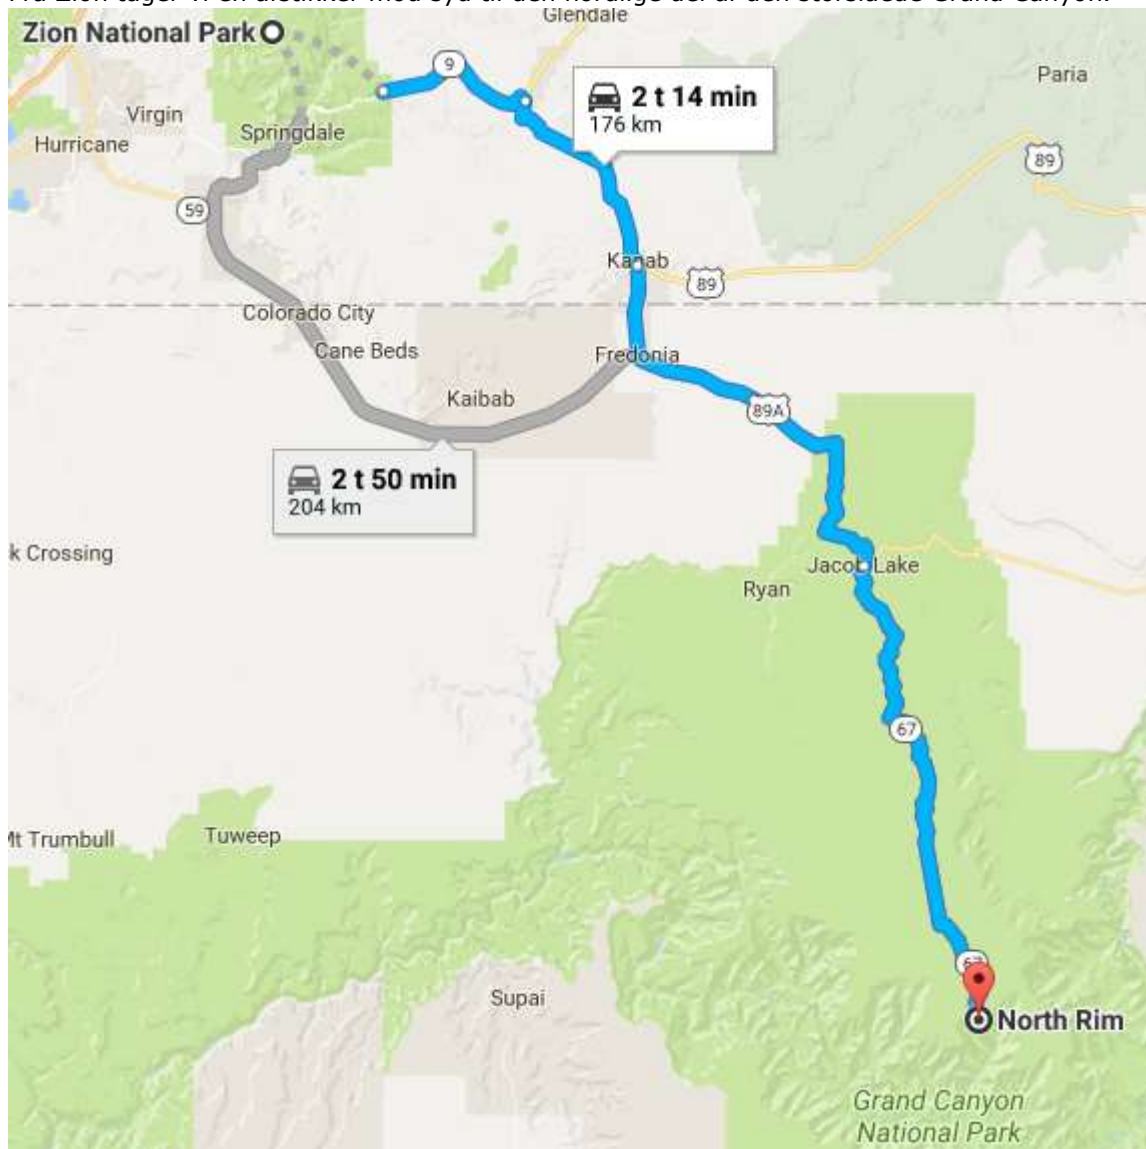 Glendale
Zion National Park
9
Paria
2 t 14 min
176 km
Virgin
Springdale
Hurricane
89
59
Kanab
89
Colorado City
Cane Beds
Fredonia
Kaibab
89A
2 t 50 min
204 km
k Crossing
Jacob Lake
Ryan
67
Mt Trumbull
Tuweep
67
Supai
North Rim
Grand Canyon
National Park